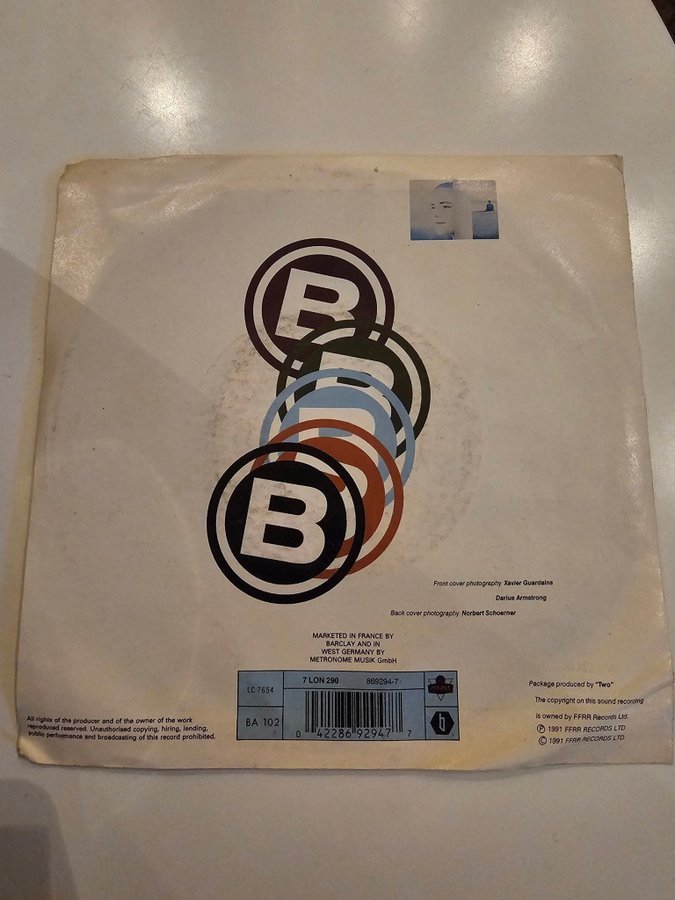 B
B
B
B
B
Front cover photography Xavier Guardains
Darius Armstrong
Back cover photography Norbert Schoerner
MARKETED IN FRANCE BY
BARCLAY AND IN
WEST GERMANY BY
METRONOME MUSIK GmbH
LC 7654
7 LON 290 869294-7
BA 102
0 42286 92947 7
b
All rights of the producer and of the owner of the work
reproduced reserved. Unauthorised copying, hiring, lending,
public performance and broadcasting of this record prohibited.
Package produced by "Two"
The copyright on this sound recording
is owned by FFRR Records Ltd.
Ⓟ 1991 FFRR RECORDS LTD
© 1991 FFRR RECORDS LTD